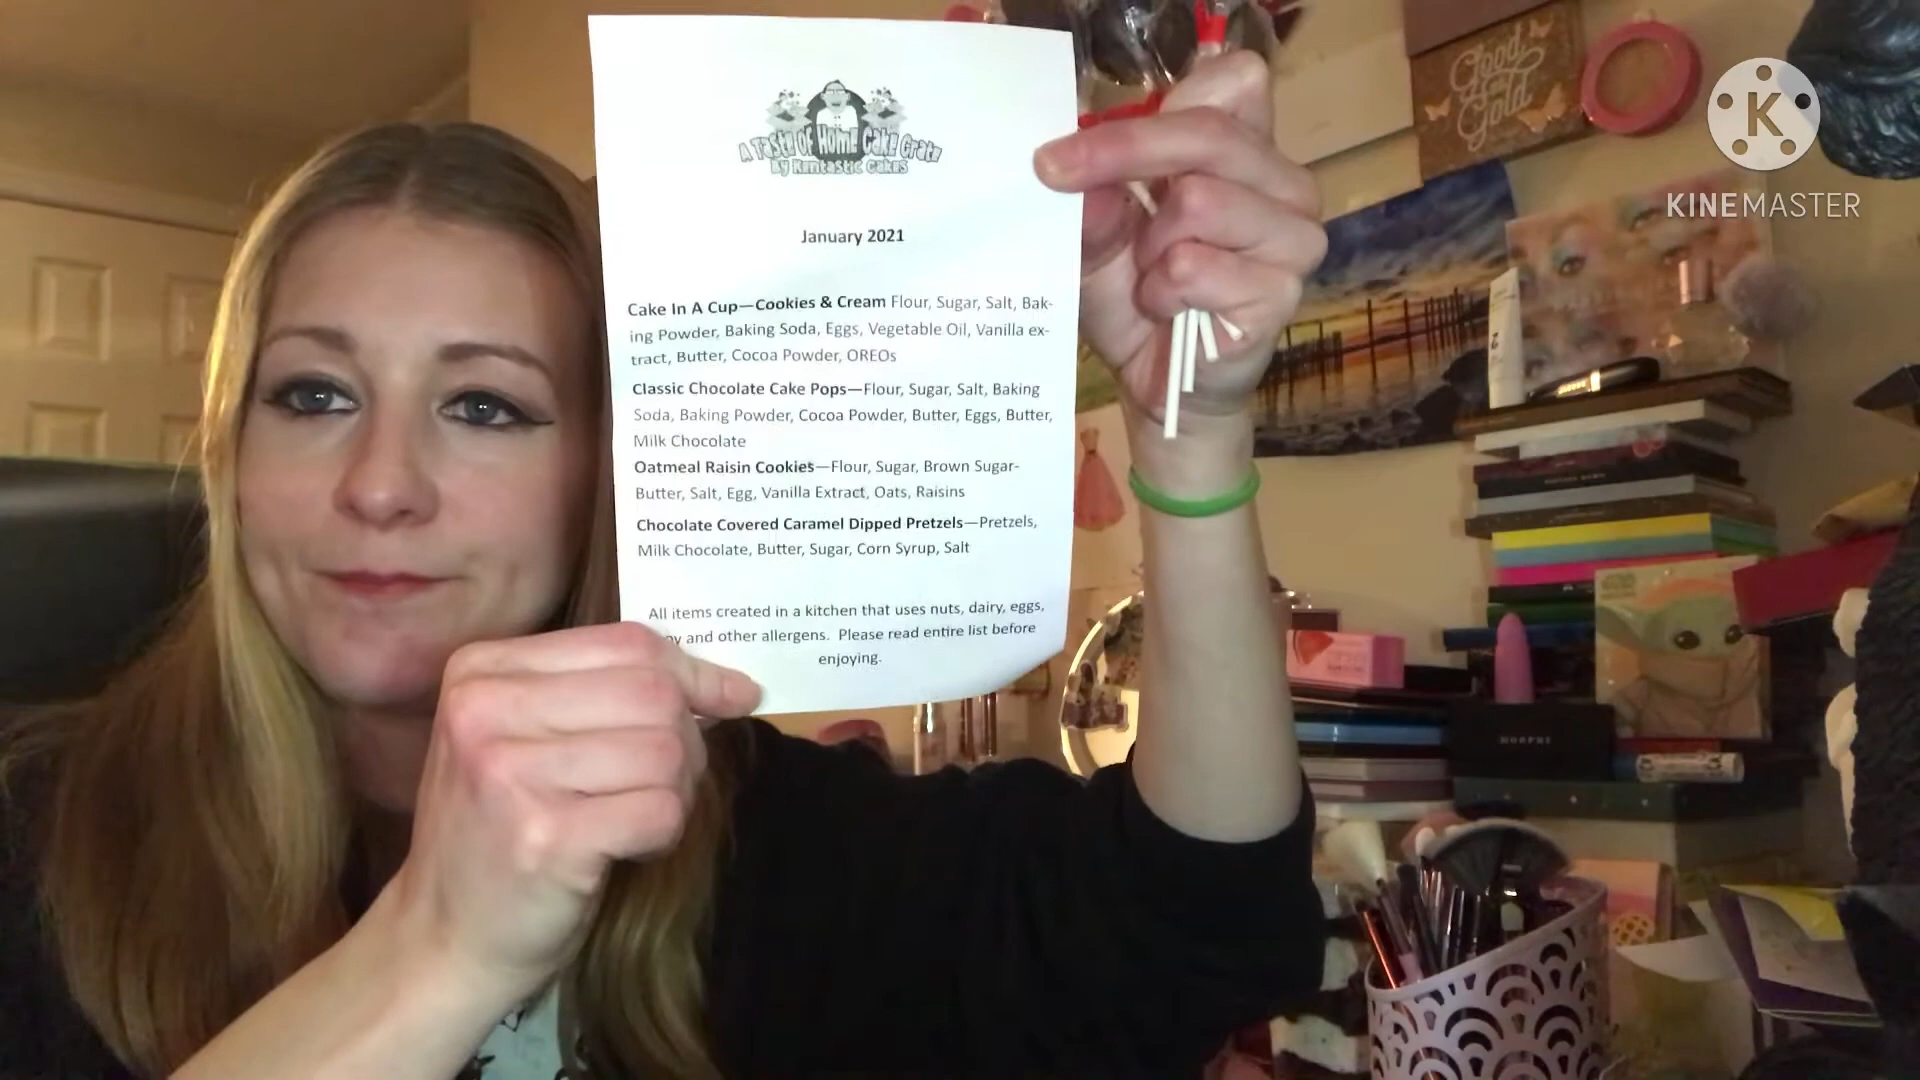 A Taste Of Home Cake Crate
By Kentastic Cakes
January 2021
Cake In A Cup—Cookies & Cream Flour, Sugar, Salt, Bak-
ing Powder, Baking Soda, Eggs, Vegetable Oil, Vanilla ex-
tract, Butter, Cocoa Powder, OREOs
Classic Chocolate Cake Pops—Flour, Sugar, Salt, Baking
Soda, Baking Powder, Cocoa Powder, Butter, Eggs, Butter,
Milk Chocolate
Oatmeal Raisin Cookies—Flour, Sugar, Brown Sugar-
Butter, Salt, Egg, Vanilla Extract, Oats, Raisins
Chocolate Covered Caramel Dipped Pretzels—Pretzels,
Milk Chocolate, Butter, Sugar, Corn Syrup, Salt
All items created in a kitchen that uses nuts, dairy, eggs,
and other allergens. Please read entire list before
enjoying.
Good
as
Gold
K
KINEMASTER
MORPHE